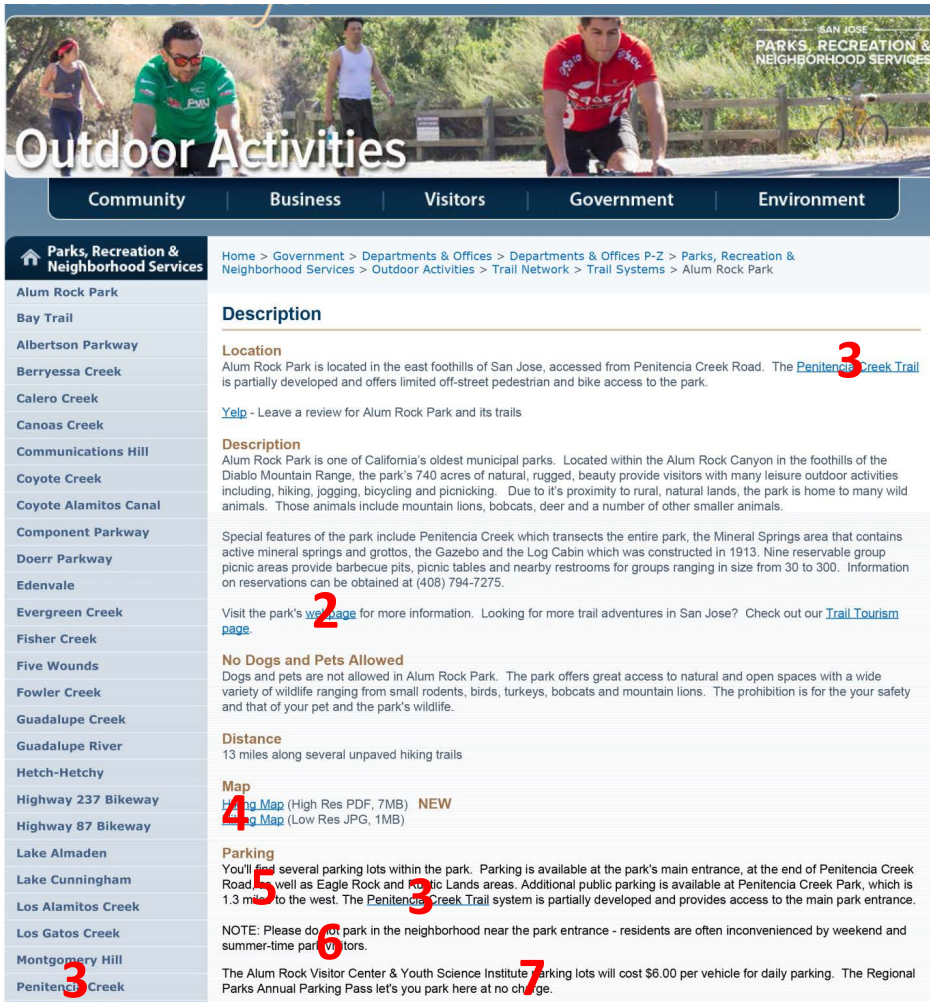 SAN JOSE
PARKS, RECREATION &
NEIGHBORHOOD SERVICES
Outdoor Activities
Community
Business
Visitors
Government
Environment
Parks, Recreation &
Neighborhood Services
Alum Rock Park
Bay Trail
Albertson Parkway
Berryessa Creek
Calero Creek
Canoas Creek
Communications Hill
Coyote Creek
Coyote Alamitos Canal
Component Parkway
Doerr Parkway
Edenvale
Evergreen Creek
Fisher Creek
Five Wounds
Fowler Creek
Guadalupe Creek
Guadalupe River
Hetch-Hetchy
Highway 237 Bikeway
Highway 87 Bikeway
Lake Almaden
Lake Cunningham
Los Alamitos Creek
Los Gatos Creek
Montgomery Hill
Penitencia Creek
3
Home > Government > Departments & Offices > Departments & Offices P-Z > Parks, Recreation &
Neighborhood Services > Outdoor Activities > Trail Network > Trail Systems > Alum Rock Park
Description
Location
Alum Rock Park is located in the east foothills of San Jose, accessed from Penitencia Creek Road. The Penitencia Creek Trail
3
is partially developed and offers limited off-street pedestrian and bike access to the park.
Yelp - Leave a review for Alum Rock Park and its trails
Description
Alum Rock Park is one of California's oldest municipal parks. Located within the Alum Rock Canyon in the foothills of the
Diablo Mountain Range, the park's 740 acres of natural, rugged, beauty provide visitors with many leisure outdoor activities
including, hiking, jogging, bicycling and picnicking. Due to it's proximity to rural, natural lands, the park is home to many wild
animals. Those animals include mountain lions, bobcats, deer and a number of other smaller animals.
Special features of the park include Penitencia Creek which transects the entire park, the Mineral Springs area that contains
active mineral springs and grottos, the Gazebo and the Log Cabin which was constructed in 1913. Nine reservable group
picnic areas provide barbecue pits, picnic tables and nearby restrooms for groups ranging in size from 30 to 300. Information
on reservations can be obtained at (408) 794-7275.
Visit the park's webpage for more information. Looking for more trail adventures in San Jose? Check out our Trail Tourism
2
page.
No Dogs and Pets Allowed
Dogs and pets are not allowed in Alum Rock Park. The park offers great access to natural and open spaces with a wide
variety of wildlife ranging from small rodents, birds, turkeys, bobcats and mountain lions. The prohibition is for the your safety
and that of your pet and the park's wildlife.
Distance
13 miles along several unpaved hiking trails
Map
Hiking Map (High Res PDF, 7MB) NEW
4
Hiking Map (Low Res JPG, 1MB)
Parking
You'll find several parking lots within the park. Parking is available at the park's main entrance, at the end of Penitencia Creek
5
Road, as well as Eagle Rock and Rustic Lands areas. Additional public parking is available at Penitencia Creek Park, which is
3
1.3 miles to the west. The Penitencia Creek Trail system is partially developed and provides access to the main park entrance.
NOTE: Please do not park in the neighborhood near the park entrance - residents are often inconvenienced by weekend and
6
summer-time park visitors.
The Alum Rock Visitor Center & Youth Science Institute parking lots will cost $6.00 per vehicle for daily parking. The Regional
7
Parks Annual Parking Pass let's you park here at no charge.